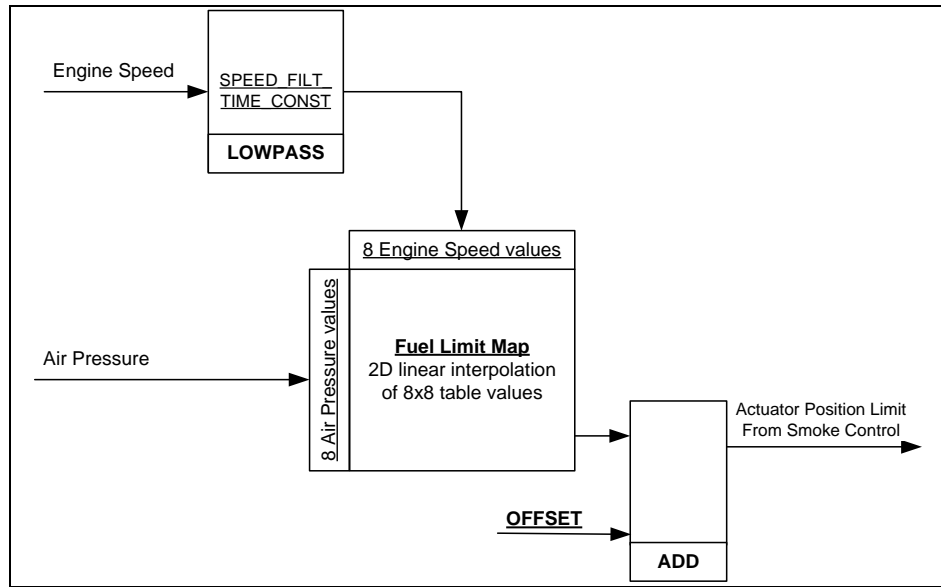 Engine Speed
SPEED_FILT_
TIME_CONST
LOWPASS
8 Engine Speed values
8 Air Pressure values
Air Pressure
Fuel Limit Map
2D linear interpolation
of 8x8 table values
Actuator Position Limit
From Smoke Control
OFFSET
ADD